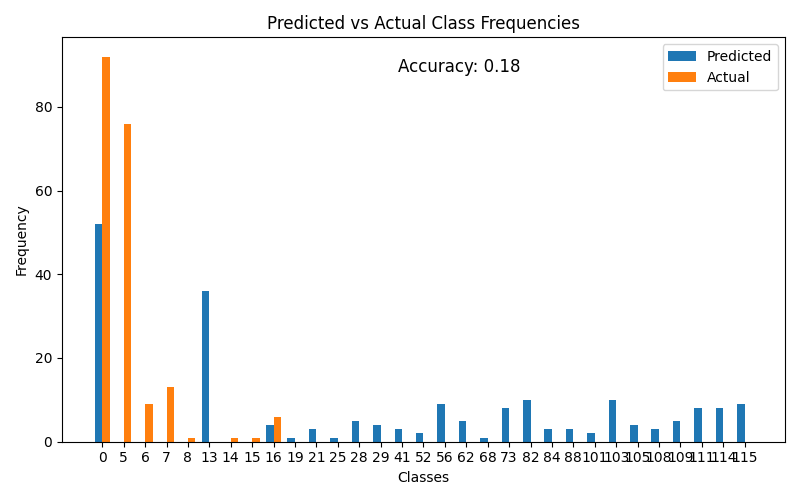 Predicted vs Actual Class Frequencies
Accuracy: 0.18
Predicted
Actual
Frequency
80
60
40
20
0
0 5 6 7 8 13 14 15 16 19 21 25 28 29 41 52 56 62 68 73 82 84 88 101 103 105 108 109 111 114 115
Classes